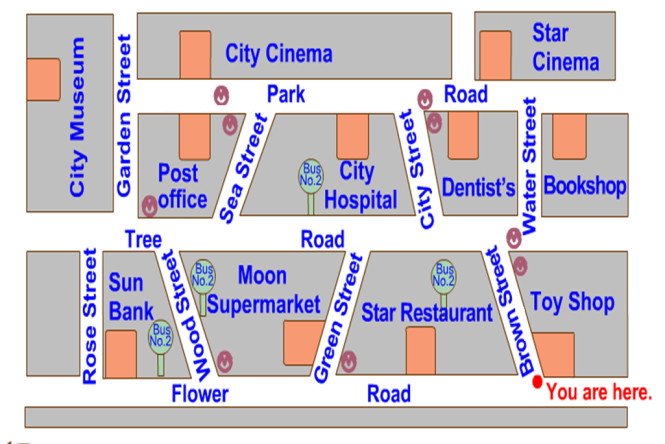 City Museum
Garden Street
City Cinema
Star
Cinema
Park
Road
Post
office
Sea Street
Bus
No.2
City
Hospital
City Street
Dentist's
Water Street
Bookshop
Tree
Road
Rose Street
Sun
Bank
Bus
No.2
Wood Street
Bus
No.2
Moon
Supermarket
Green Street
Bus
No.2
Star Restaurant
Brown Street
Toy Shop
You are here.
Flower
Road